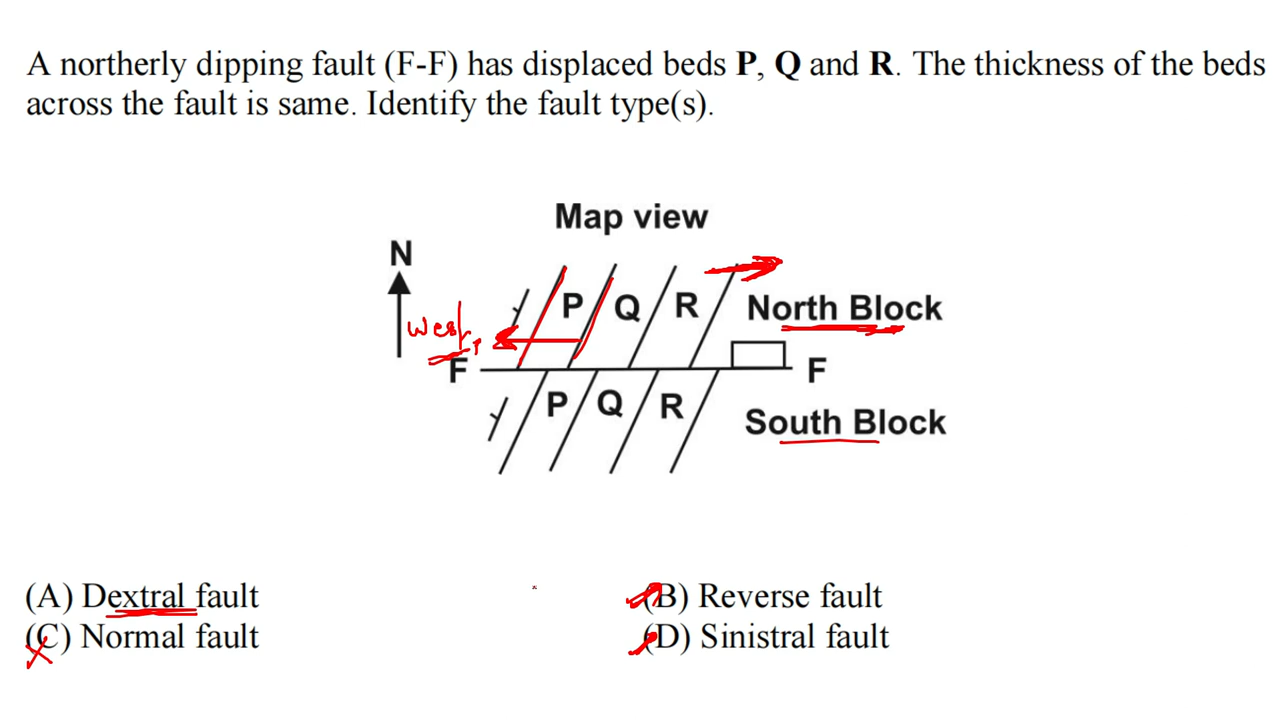 A northerly dipping fault (F-F) has displaced beds P, Q and R. The thickness of the beds
across the fault is same. Identify the fault type(s).
Map view
N
P Q R North Block
West
F F
P Q R South Block
(A) Dextral fault (B) Reverse fault
(C) Normal fault (D) Sinistral fault